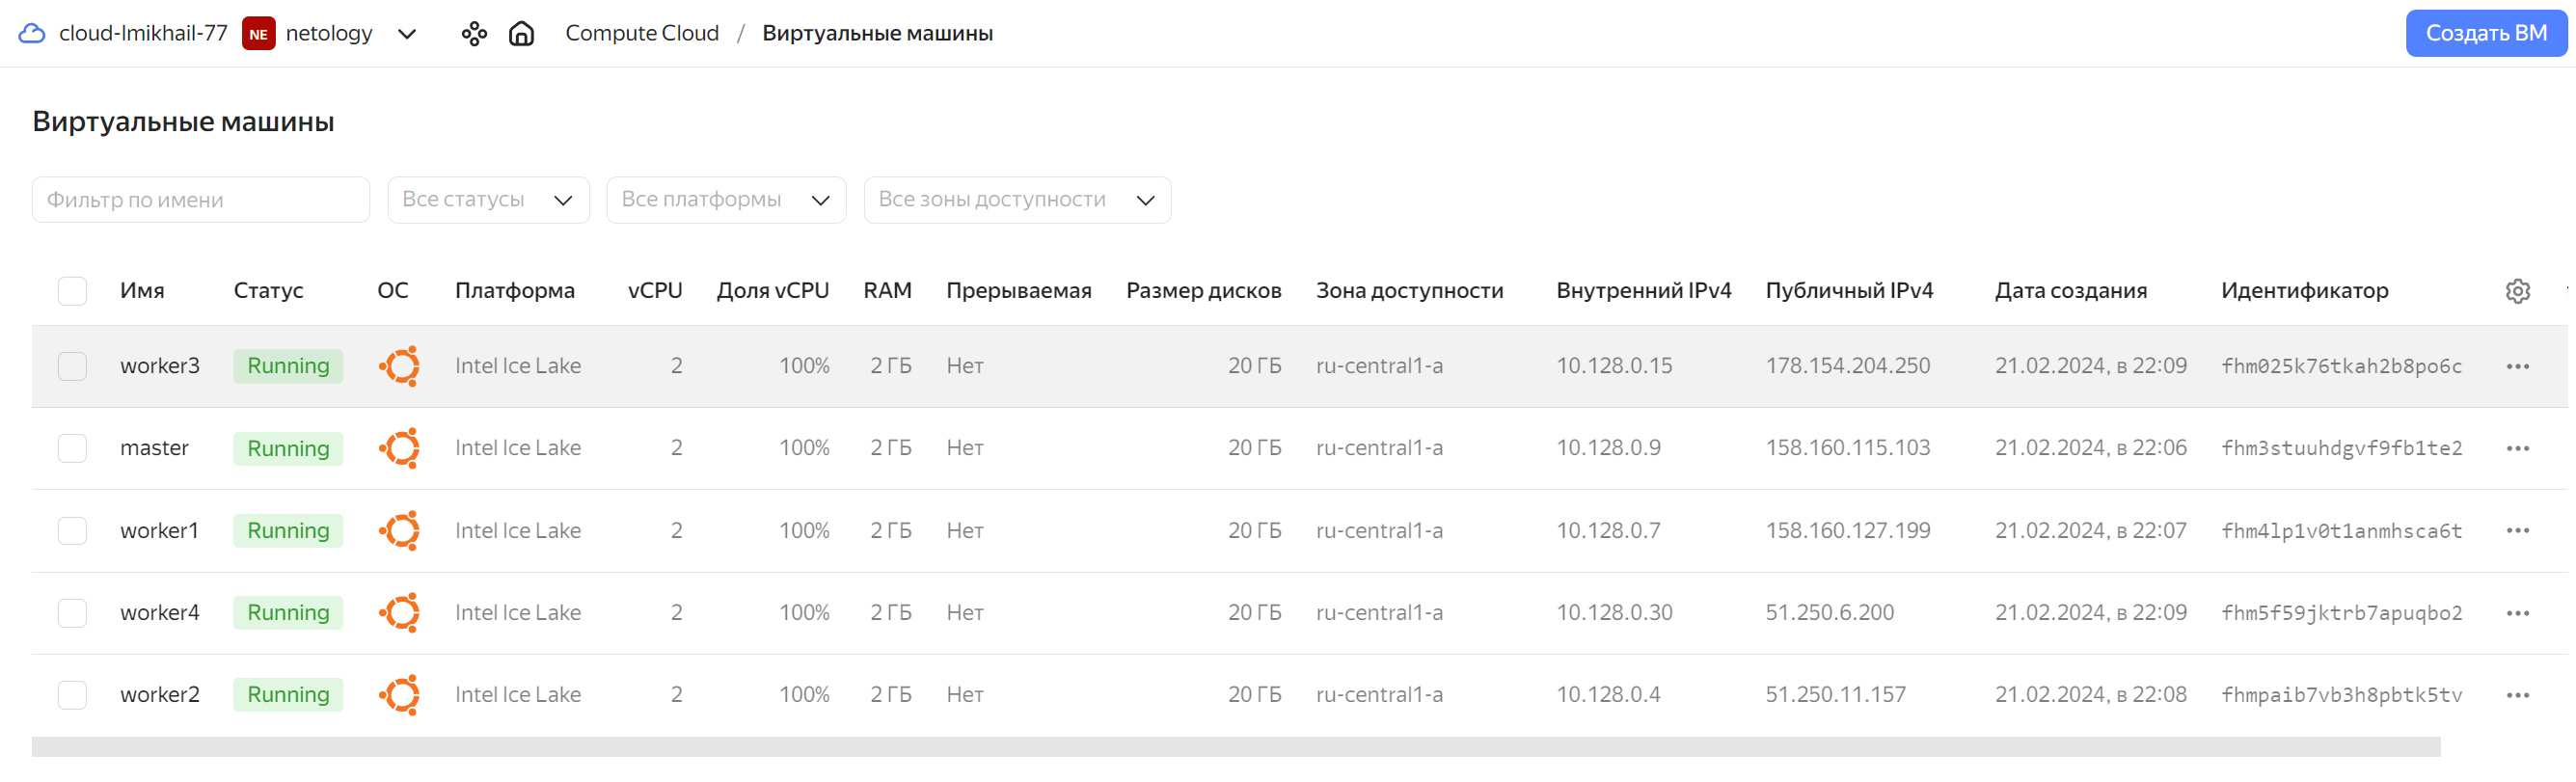 cloud-lmikhail-77 NE netology Compute Cloud / Виртуальные машины Создать ВМ
Виртуальные машины
Фильтр по имени Все статусы Все платформы Все зоны доступности
Имя Статус ОС Платформа vCPU Доля vCPU RAM Прерываемая Размер дисков Зона доступности Внутренний IPv4 Публичный IPv4 Дата создания Идентификатор
worker3 Running Intel Ice Lake 2 100% 2 ГБ Нет 20 ГБ ru-central1-a 10.128.0.15 178.154.204.250 21.02.2024, в 22:09 fhm025k76tkah2b8po6c
master Running Intel Ice Lake 2 100% 2 ГБ Нет 20 ГБ ru-central1-a 10.128.0.9 158.160.115.103 21.02.2024, в 22:06 fhm3stuuhdgvf9fb1te2
worker1 Running Intel Ice Lake 2 100% 2 ГБ Нет 20 ГБ ru-central1-a 10.128.0.7 158.160.127.199 21.02.2024, в 22:07 fhm4lp1v0t1anmhsca6t
worker4 Running Intel Ice Lake 2 100% 2 ГБ Нет 20 ГБ ru-central1-a 10.128.0.30 51.250.6.200 21.02.2024, в 22:09 fhm5f59jktrb7apuqbo2
worker2 Running Intel Ice Lake 2 100% 2 ГБ Нет 20 ГБ ru-central1-a 10.128.0.4 51.250.11.157 21.02.2024, в 22:08 fhmpaib7vb3h8pbtk5tv